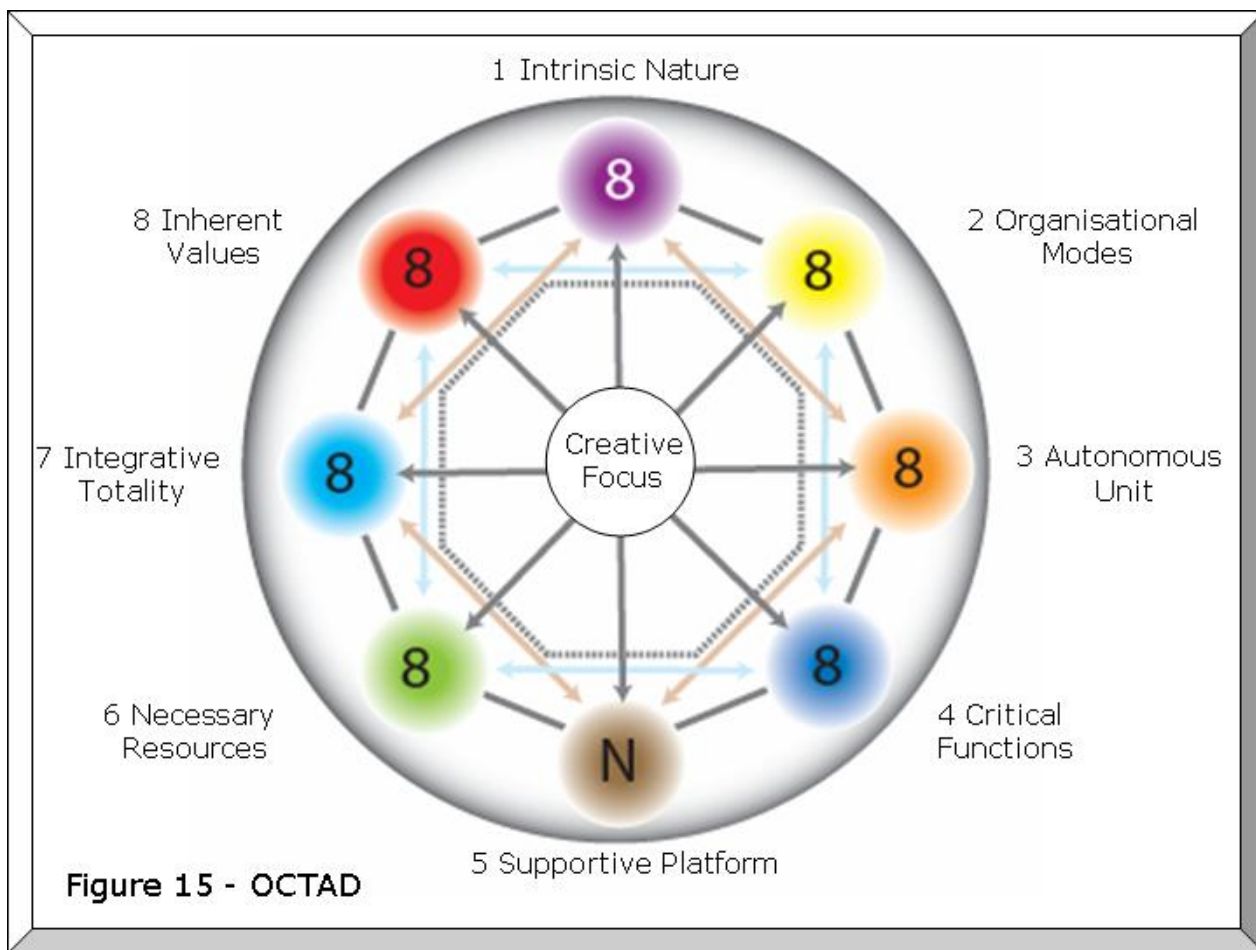 1 Intrinsic Nature
8
8 Inherent
Values
2 Organisational
Modes
8
8
Creative
Focus
7 Integrative
Totality
8
8
3 Autonomous
Unit
8
8
6 Necessary
Resources
4 Critical
Functions
N
5 Supportive Platform
Figure 15 - OCTAD